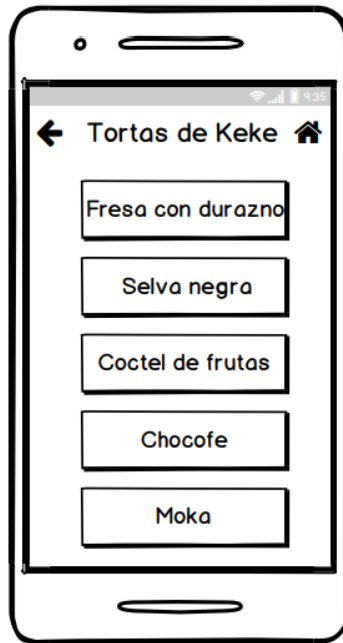 9:35
Tortas de Keke
Fresa con durazno
Selva negra
Coctel de frutas
Chocofe
Moka